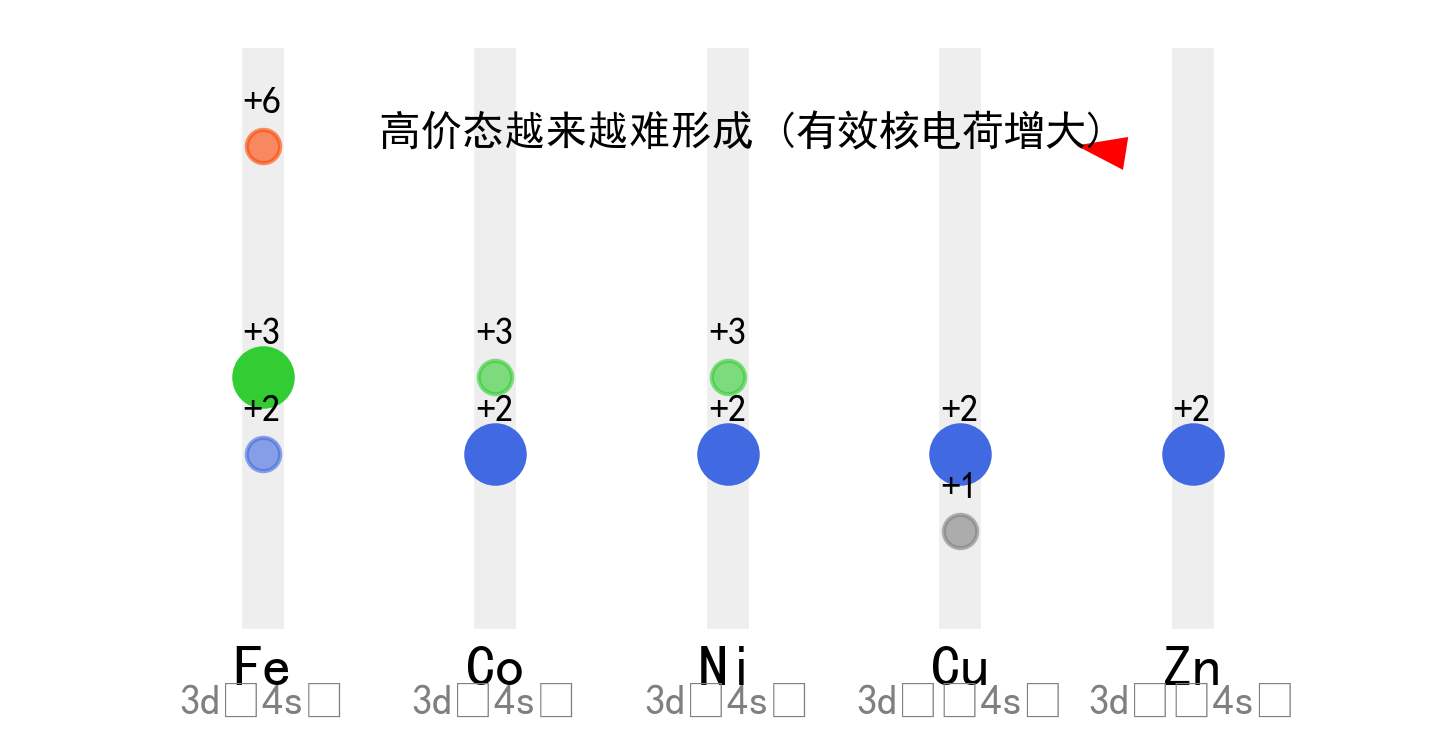 +6
高价态越来越难形成（有效核电荷增大）
+3
+3
+3
+2
+2
+2
+2
+2
+1
Fe
Co
Ni
Cu
Zn
3d□4s□
3d□4s□
3d□4s□
3d□□4s□
3d□□4s□